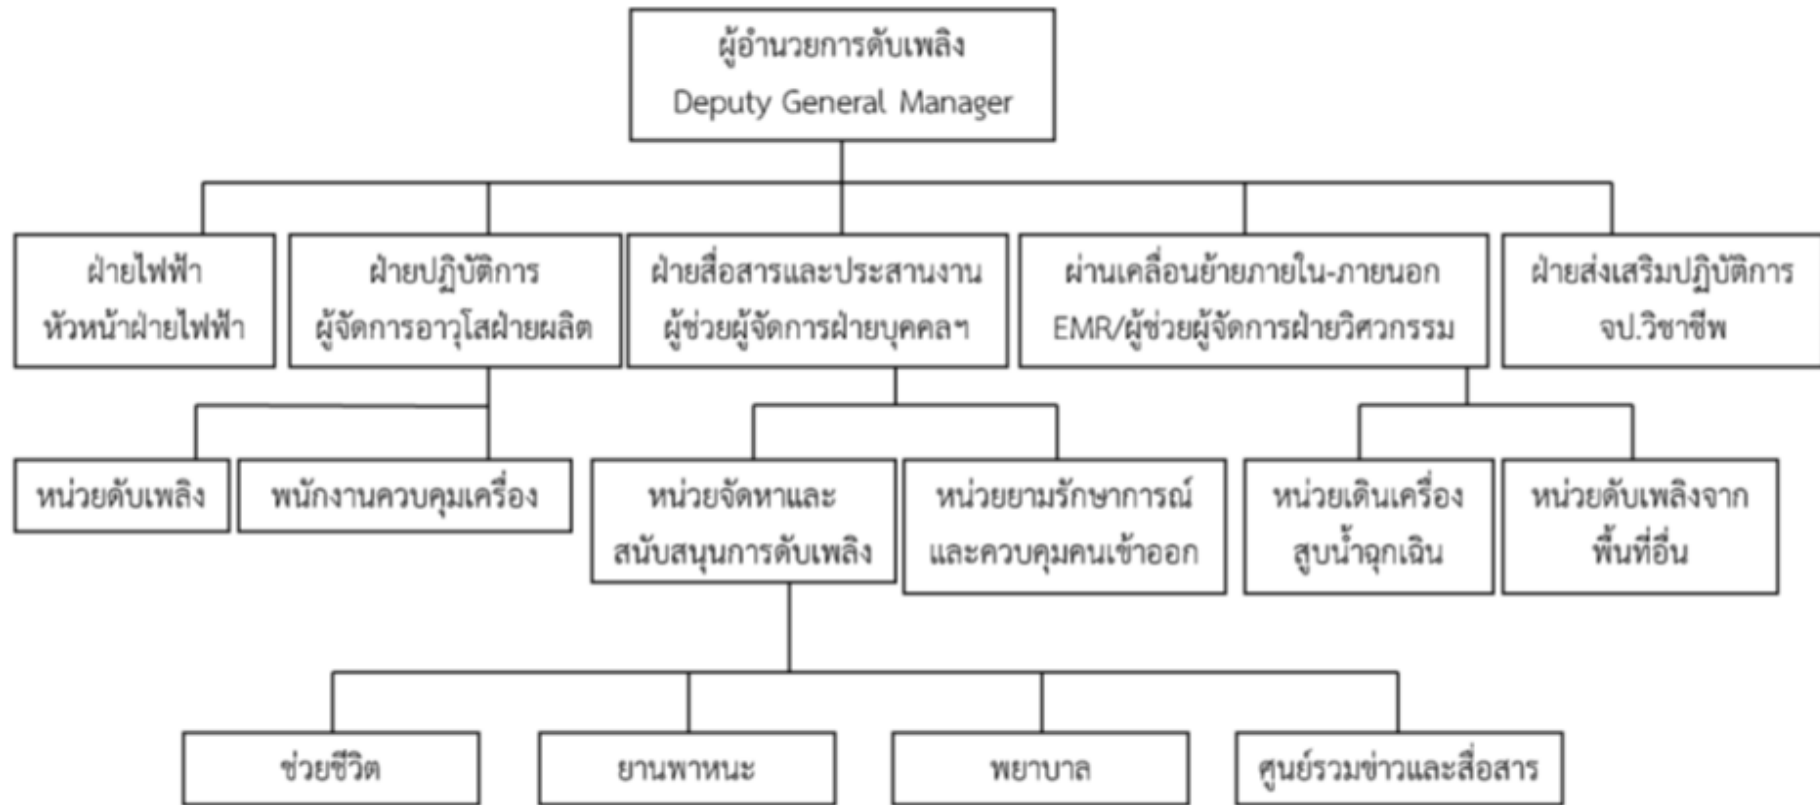 ผู้อำนวยการดับเพลิง
Deputy General Manager
ฝ่ายไฟฟ้า
หัวหน้าฝ่ายไฟฟ้า
ฝ่ายปฏิบัติการ
ผู้จัดการอาวุโสฝ่ายผลิต
ฝ่ายสื่อสารและประสานงาน
ผู้ช่วยผู้จัดการฝ่ายบุคคลฯ
ผ่านเคลื่อนย้ายภายใน-ภายนอก
EMR/ผู้ช่วยผู้จัดการฝ่ายวิศวกรรม
ฝ่ายส่งเสริมปฏิบัติการ
จป.วิชาชีพ
หน่วยดับเพลิง
พนักงานควบคุมเครื่อง
หน่วยจัดหาและ
สนับสนุนการดับเพลิง
หน่วยยามรักษาการณ์
และควบคุมคนเข้าออก
หน่วยเดินเครื่อง
สูบน้ำฉุกเฉิน
หน่วยดับเพลิงจาก
พื้นที่อื่น
ช่วยชีวิต
ยานพาหนะ
พยาบาล
ศูนย์รวมข่าวและสื่อสาร